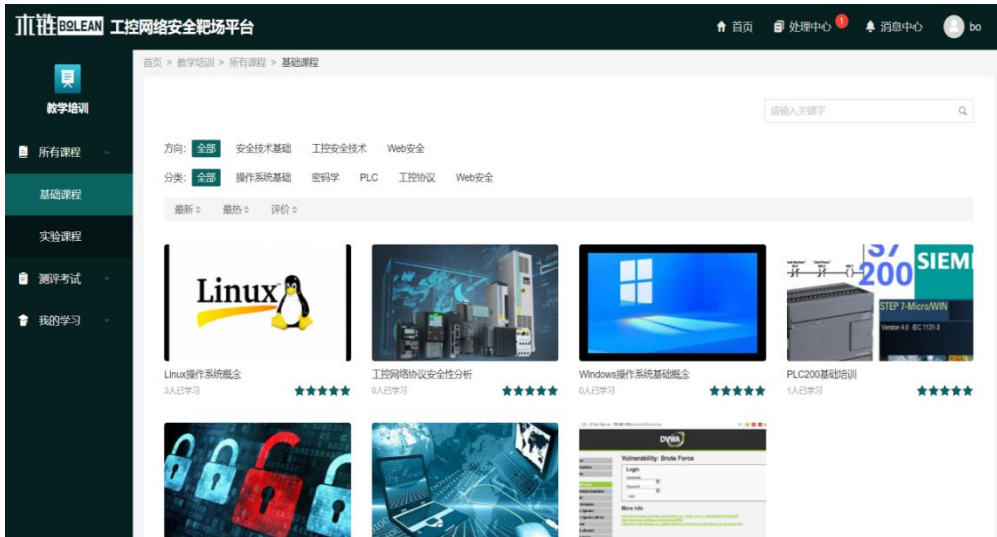 木链 BOLEAN 工控网络安全靶场平台
首页 处理中心 1 消息中心 bo
首页 > 教学培训 > 所有课程 > 基础课程
教学培训
请输入关键字
所有课程
方向: 全部 安全技术基础 工控安全技术 Web安全
分类: 全部 操作系统基础 密码学 PLC 工控协议 Web安全
基础课程
最新 最热 评价
实验课程
测评考试
我的学习
Linux
S7
200
SIEM
STEP 7-Micro/WIN
Version 4.0 IEC 1131-3
Linux操作系统概念 工控网络协议安全性分析 Windows操作系统基础概念 PLC200基础培训
3人已学习 0人已学习 0人已学习 1人已学习
DVWA
Vulnerability: Brute Force
Login
More info